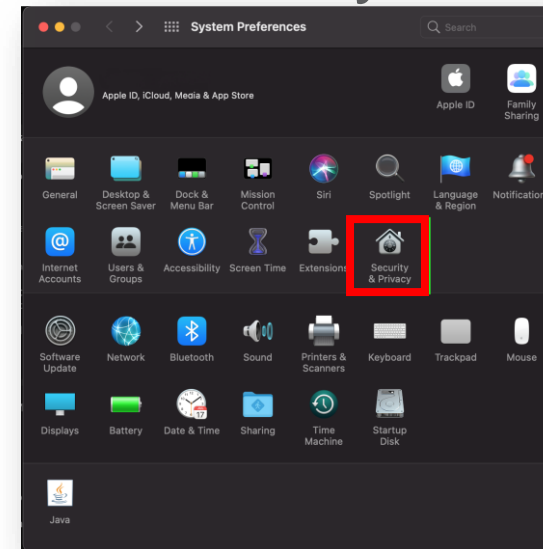 System Preferences
Search
Apple ID, iCloud, Media & App Store
Apple ID
Family
Sharing
General
Desktop &
Screen Saver
Dock &
Menu Bar
Mission
Control
Siri
Spotlight
Language
& Region
Notification
Internet
Accounts
Users &
Groups
Accessibility
Screen Time
Extensions
Security
& Privacy
Software
Update
Network
Bluetooth
Sound
Printers &
Scanners
Keyboard
Trackpad
Mouse
Displays
Battery
Date & Time
Sharing
Time
Machine
Startup
Disk
Java